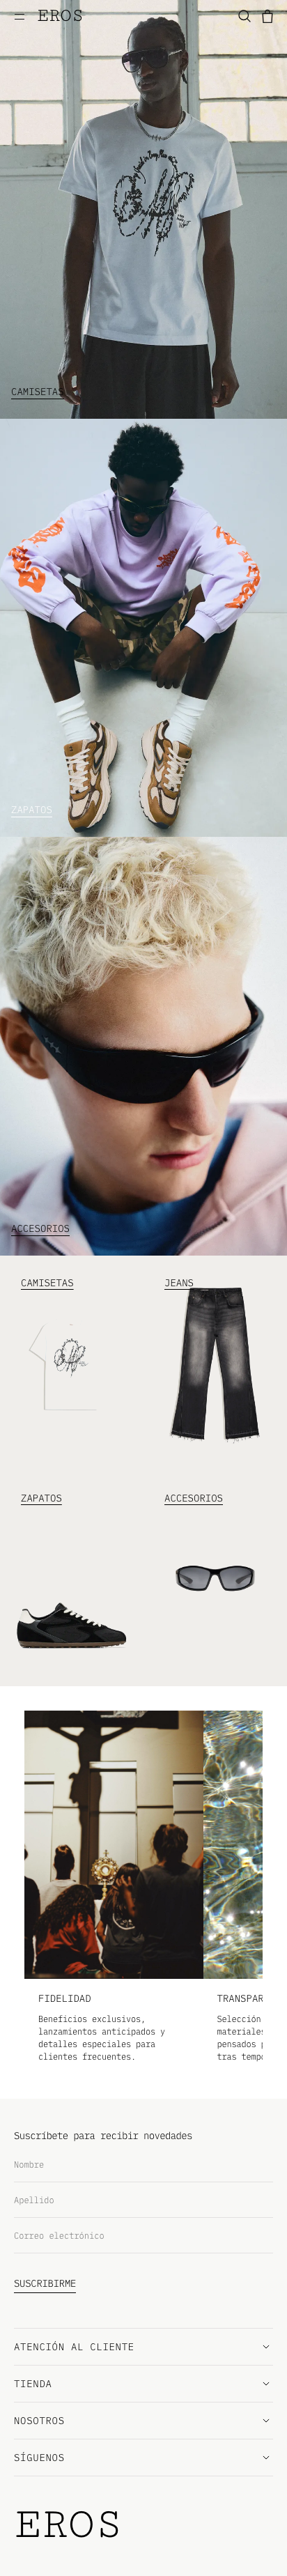 EROS
CAMISETAS
ZAPATOS
ACCESORIOS
CAMISETAS
JEANS
ZAPATOS
ACCESORIOS
FIDELIDAD
Beneficios exclusivos,
lanzamientos anticipados y
detalles especiales para
clientes frecuentes.
TRANSPAR
Selección
materiales
pensados p
tras tempo
Suscríbete para recibir novedades
Nombre
Apellido
Correo electrónico
SUSCRIBIRME
ATENCIÓN AL CLIENTE
TIENDA
NOSOTROS
SÍGUENOS
EROS